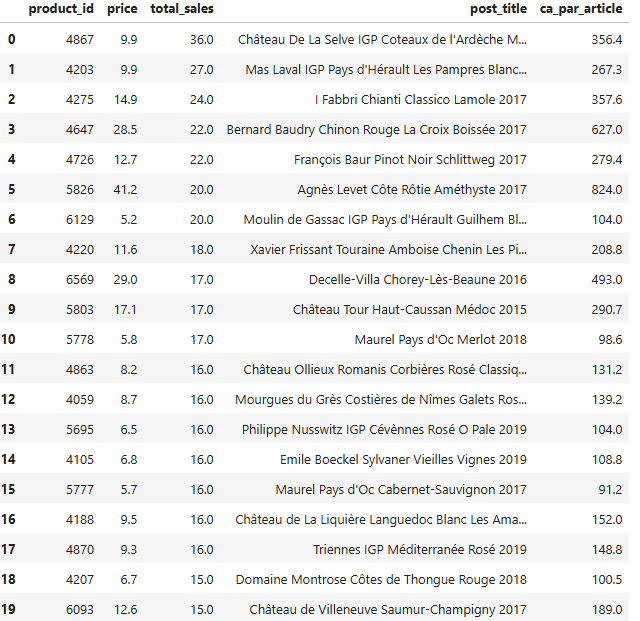 product_id price total_sales post_title ca_par_article
0 4867 9.9 36.0 Château De La Selve IGP Coteaux de l'Ardèche M... 356.4
1 4203 9.9 27.0 Mas Laval IGP Pays d'Hérault Les Pampres Blanc... 267.3
2 4275 14.9 24.0 I Fabbri Chianti Classico Lamole 2017 357.6
3 4647 28.5 22.0 Bernard Baudry Chinon Rouge La Croix Boissée 2017 627.0
4 4726 12.7 22.0 François Baur Pinot Noir Schlittweg 2017 279.4
5 5826 41.2 20.0 Agnès Levet Côte Rôtie Améthyste 2017 824.0
6 6129 5.2 20.0 Moulin de Gassac IGP Pays d'Hérault Guilhem Bl... 104.0
7 4220 11.6 18.0 Xavier Frissant Touraine Amboise Chenin Les Pi... 208.8
8 6569 29.0 17.0 Decelle-Villa Chorey-Lès-Beaune 2016 493.0
9 5803 17.1 17.0 Château Tour Haut-Caussan Médoc 2015 290.7
10 5778 5.8 17.0 Maurel Pays d'Oc Merlot 2018 98.6
11 4863 8.2 16.0 Château Ollieux Romanis Corbières Rosé Classiq... 131.2
12 4059 8.7 16.0 Mourgues du Grès Costières de Nîmes Galets Ros... 139.2
13 5695 6.5 16.0 Philippe Nusswitz IGP Cévènnes Rosé O Pale 2019 104.0
14 4105 6.8 16.0 Emile Boeckel Sylvaner Vieilles Vignes 2019 108.8
15 5777 5.7 16.0 Maurel Pays d'Oc Cabernet-Sauvignon 2017 91.2
16 4188 9.5 16.0 Château de La Liquière Languedoc Blanc Les Ama... 152.0
17 4870 9.3 16.0 Triennes IGP Méditerranée Rosé 2019 148.8
18 4207 6.7 15.0 Domaine Montrose Côtes de Thongue Rouge 2018 100.5
19 6093 12.6 15.0 Château de Villeneuve Saumur-Champigny 2017 189.0